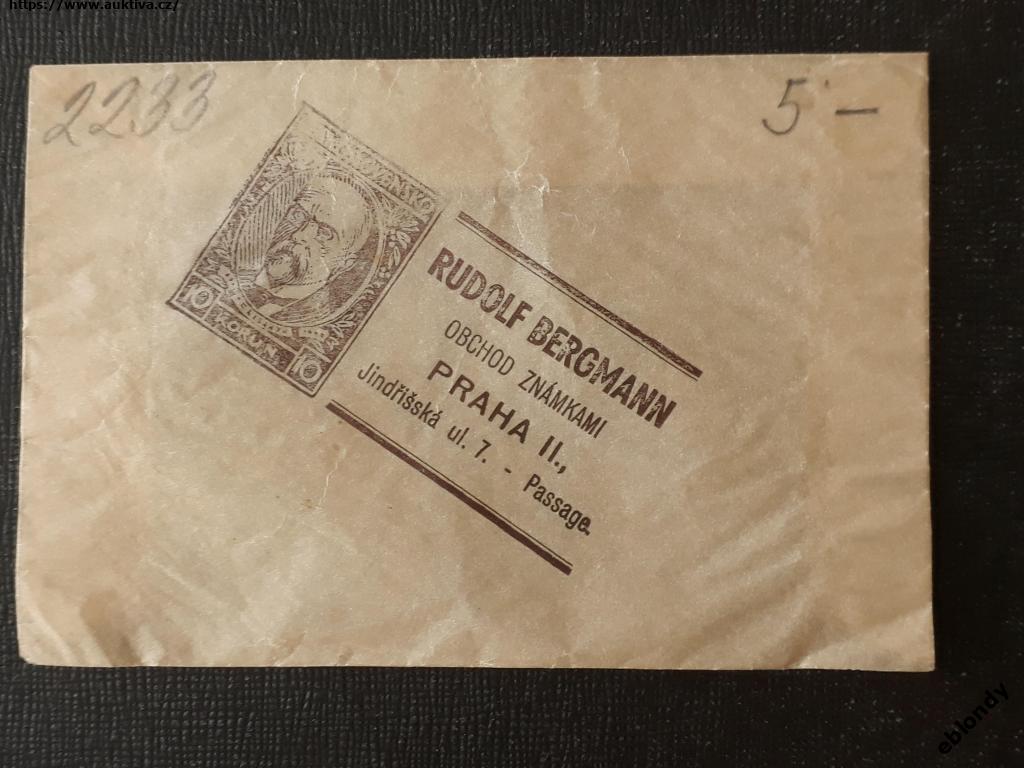 https://www.auktiva.cz/
2233
5·—
10 KORUN 10
RUDOLF BERGMANN
OBCHOD ZNÁMKAMI
PRAHA II.,
Jindřišská ul. 7. - Passage.
eblondy